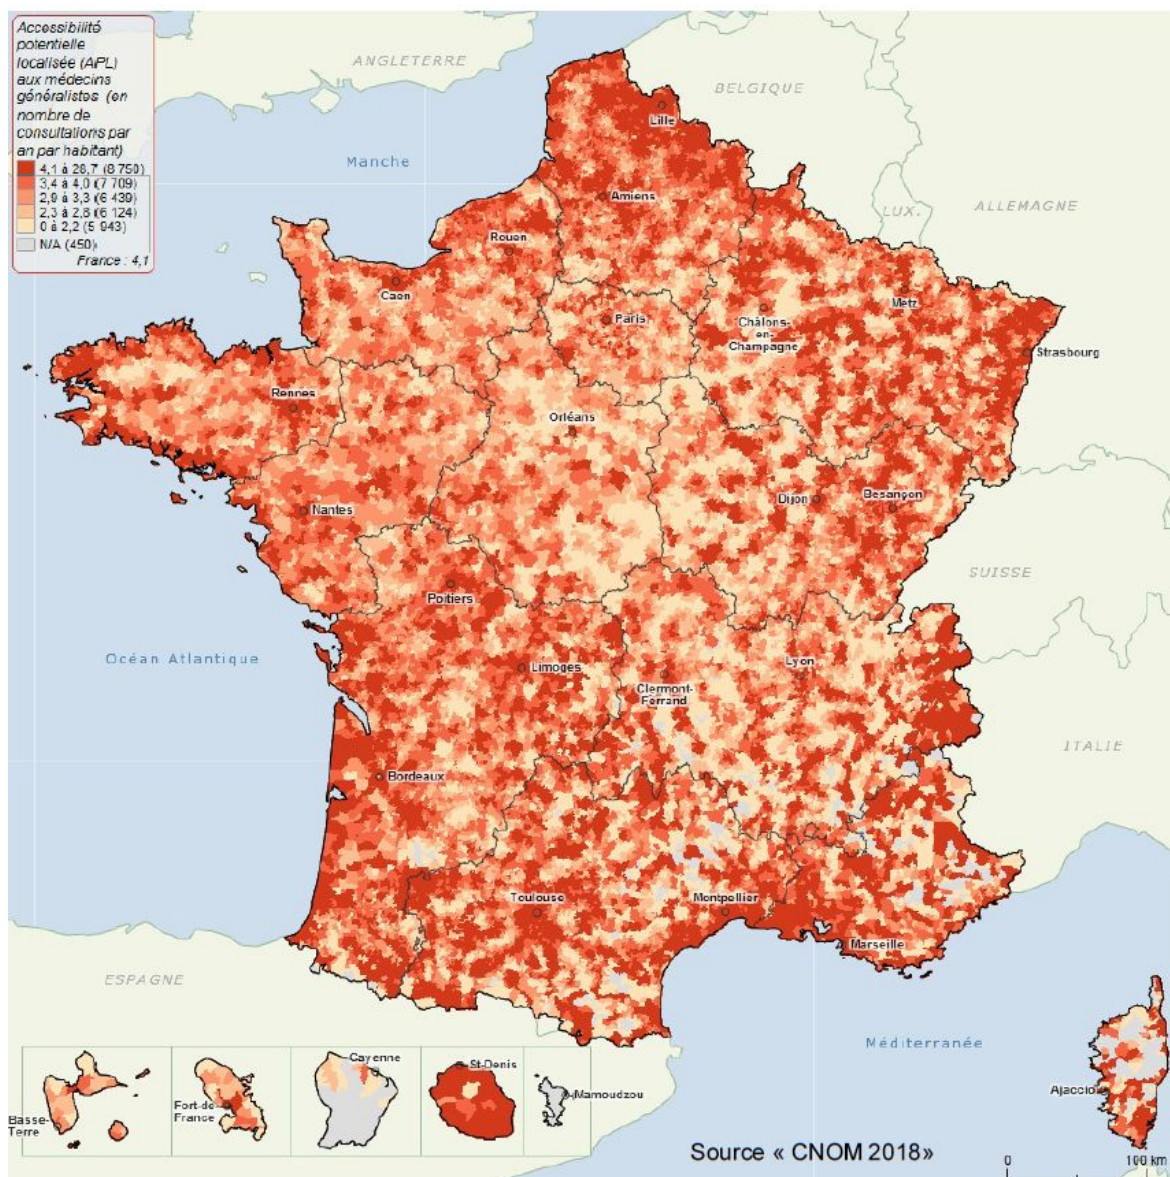 Accessibilité
potentielle
localisée (APL)
aux médecins
généralistes (en
nombre de
consultations par
an par habitant)
4,1 à 26,7 (8 750)
3,4 à 4,0 (7 709)
2,9 à 3,3 (6 439)
2,3 à 2,8 (6 124)
0 à 2,2 (5 943)
N/A (450)
France : 4,1
ANGLETERRE
BELGIQUE
Lille
Manche
Amiens
LUX.
ALLEMAGNE
Rouen
Caen
Metz
Paris
Châlons-
en-
Champagne
Strasbourg
Rennes
Orléans
Nantes
Dijon
Besançon
SUISSE
Poitiers
Océan Atlantique
Limoges
Lyon
Clermont-
Ferrand
ITALIE
Bordeaux
Toulouse
Montpellier
Marseille
ESPAGNE
Méditerranée
Cayenne
St-Denis
Mamoudzou
Ajaccio
Fort-de-
France
Basse-
Terre
Source « CNOM 2018»
0
100 km